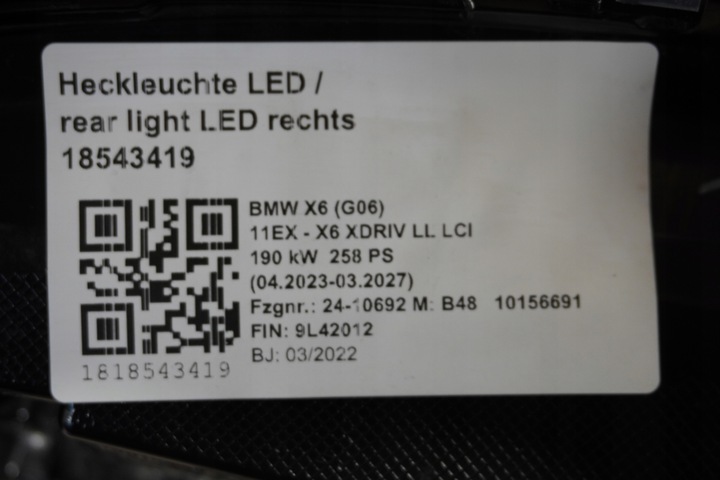 Heckleuchte LED /
rear light LED rechts
18543419
BMW X6 (G06)
11EX - X6 XDRIV LL LCI
190 kW 258 PS
(04.2023-03.2027)
Fzgnr.: 24-10692 M: B48 10156691
FIN: 9L42012
BJ: 03/2022
1818543419